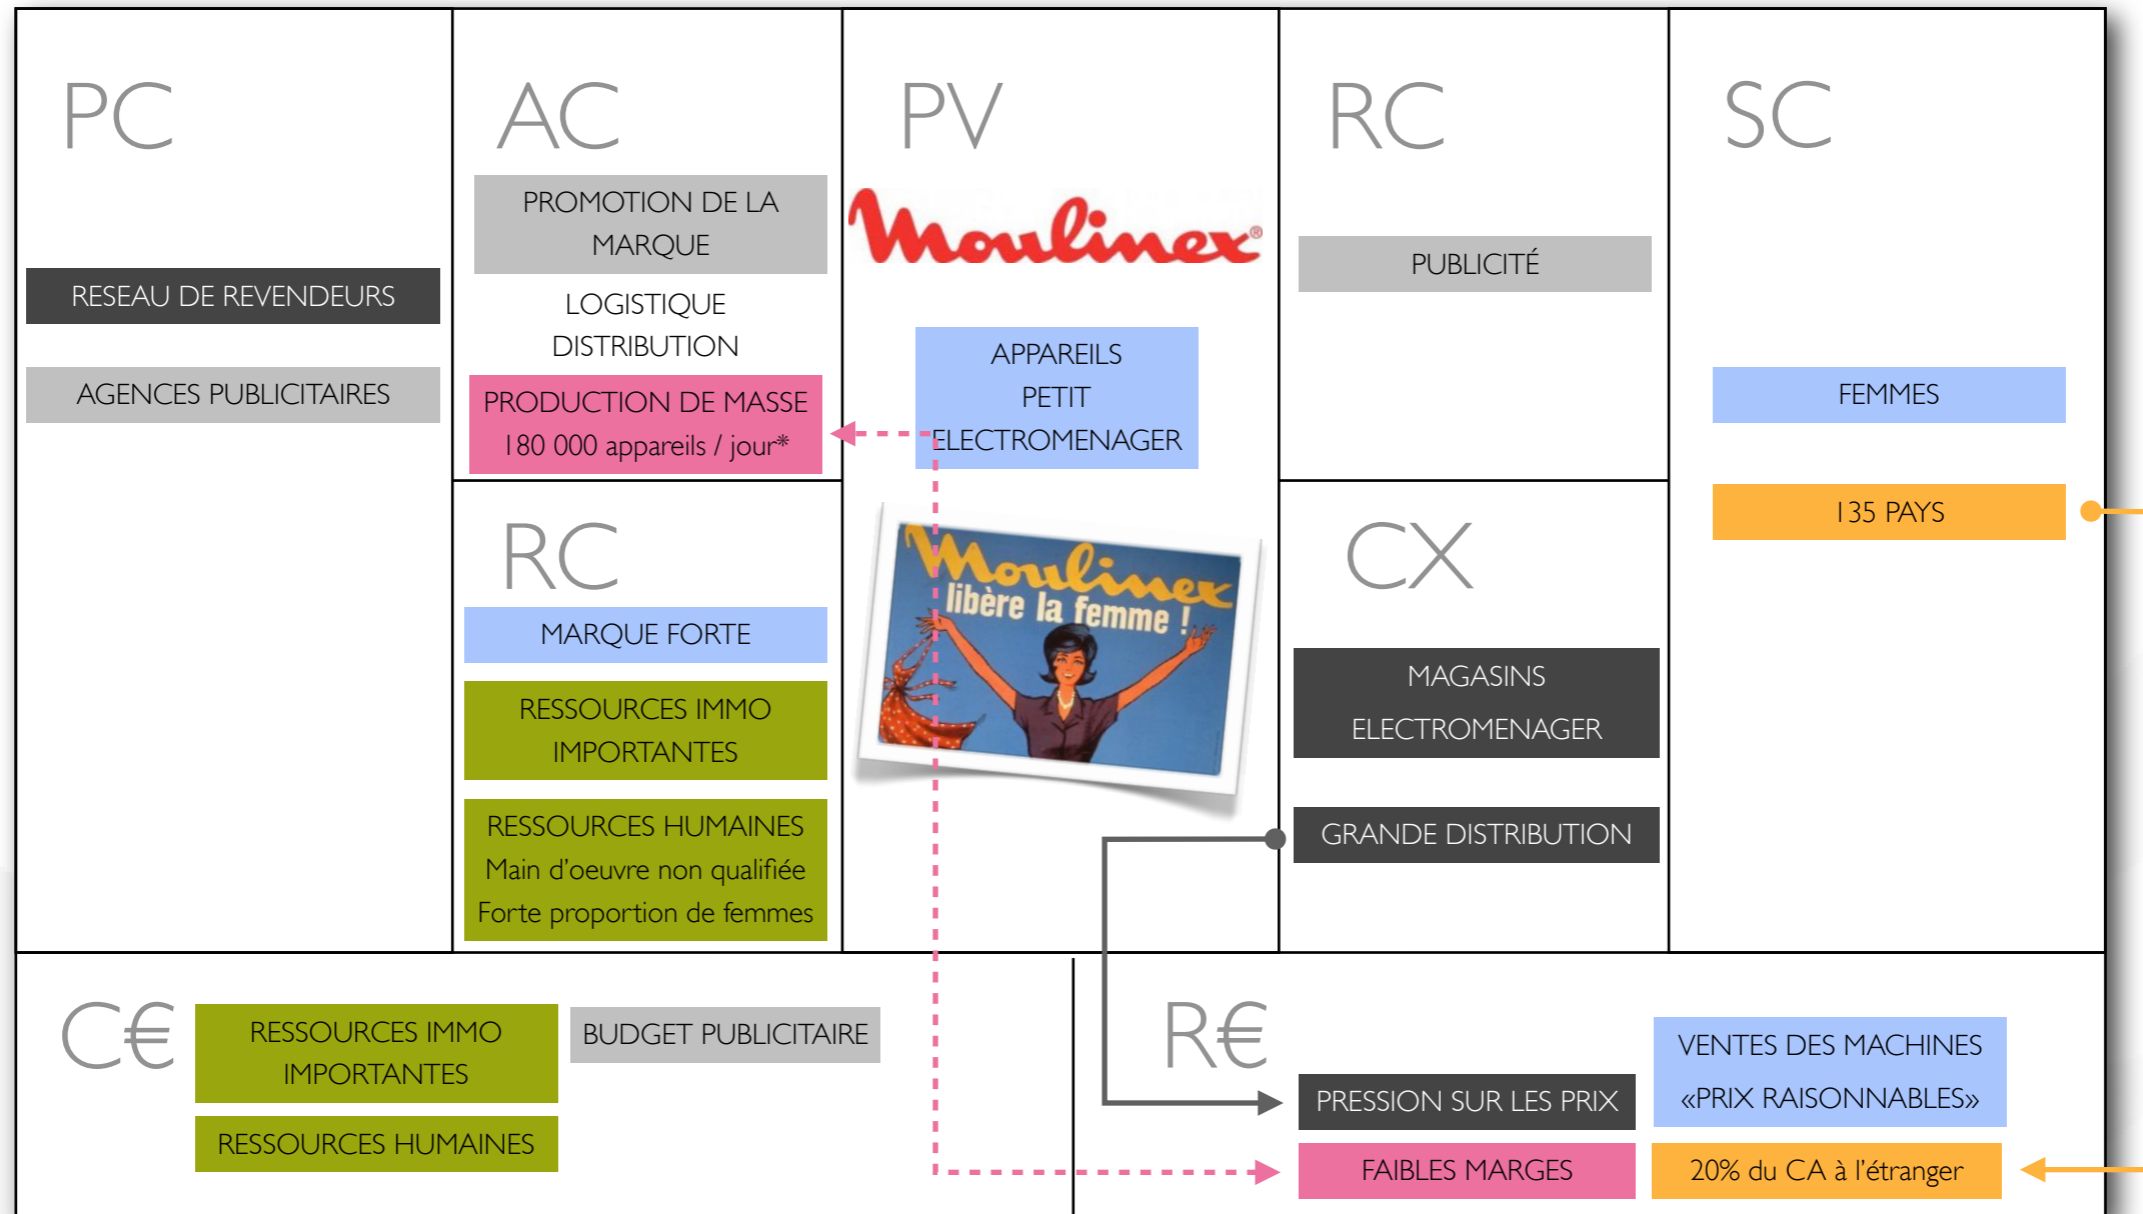 PC
RESEAU DE REVENDEURS
AGENCES PUBLICITAIRES
AC
PROMOTION DE LA
MARQUE
LOGISTIQUE
DISTRIBUTION
PRODUCTION DE MASSE
180 000 appareils / jour*
RC
MARQUE FORTE
RESSOURCES IMMO
IMPORTANTES
RESSOURCES HUMAINES
Main d'oeuvre non qualifiée
Forte proportion de femmes
PV
Moulinex®
APPAREILS
PETIT
ELECTROMENAGER
Moulinex
libère la femme !
RC
PUBLICITÉ
CX
MAGASINS
ELECTROMENAGER
GRANDE DISTRIBUTION
SC
FEMMES
135 PAYS
C€
RESSOURCES IMMO
IMPORTANTES
RESSOURCES HUMAINES
BUDGET PUBLICITAIRE
R€
PRESSION SUR LES PRIX
FAIBLES MARGES
VENTES DES MACHINES
«PRIX RAISONNABLES»
20% du CA à l'étranger